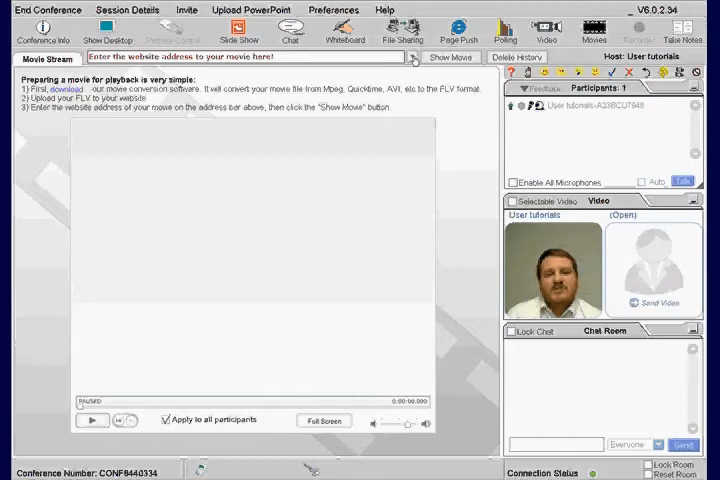 End Conference Session Details Invite Upload PowerPoint Preferences Help _ V6.0.2.34
Conference Info Show Desktop Remote Control Slide Show Chat Whiteboard File Sharing Page Push Polling Video Movies Recorder Take Notes
Movie Stream Enter the website address to your movie here! Show Movie Delete History Host: User tutorials
Preparing a movie for playback is very simple:
1) First, download our movie conversion software. It will convert your movie file from Mpeg, Quicktime, AVI, etc to the FLV format.
2) Upload your FLV to your website
3) Enter the website address of your movie on the address bar above, then click the "Show Movie" button.
Feedback Participants: 1
User tutorials-A23BCU7948
Enable All Microphones Auto Talk
Selectable Video Video
User tutorials (Open)
Send Video
Lock Chat Chat Room
PAUSED 0:00:00.000
Apply to all participants Full Screen
Everyone Send
Conference Number: CONF8440334
Connection Status
Lock Room
Reset Room